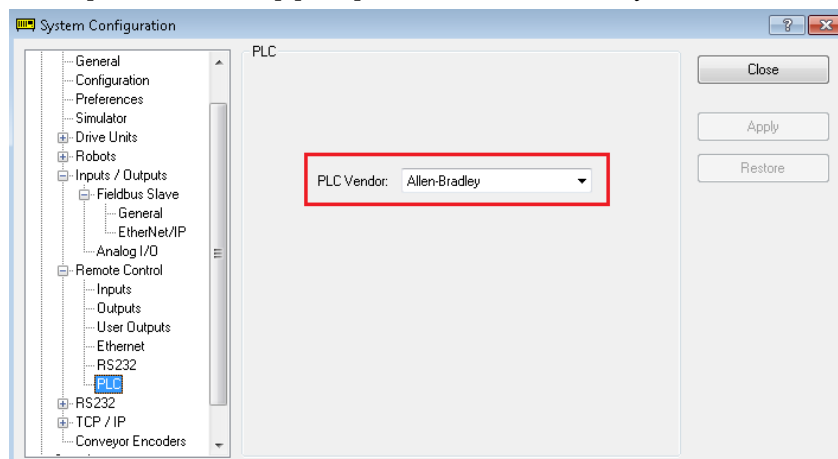 System Configuration
General
Configuration
Preferences
Simulator
Drive Units
Robots
Inputs / Outputs
Fieldbus Slave
General
EtherNet/IP
Analog I/O
Remote Control
Inputs
Outputs
User Outputs
Ethernet
RS232
PLC
RS232
TCP / IP
Conveyor Encoders
PLC
PLC Vendor: Allen-Bradley
Close
Apply
Restore